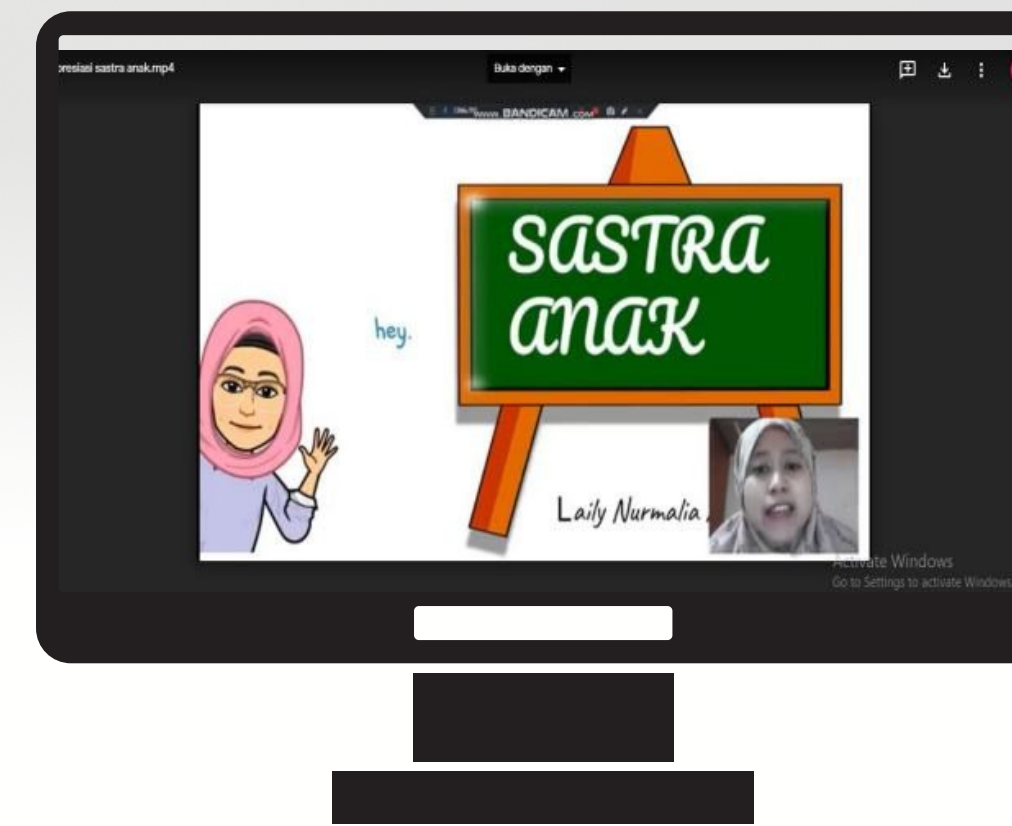 presiasi sastra anak.mp4
Buka dengan
www.BANDICAM.com
SASTRA
ANAK
hey.
Laily Nurmalia
Activate Windows
Go to Settings to activate Windows